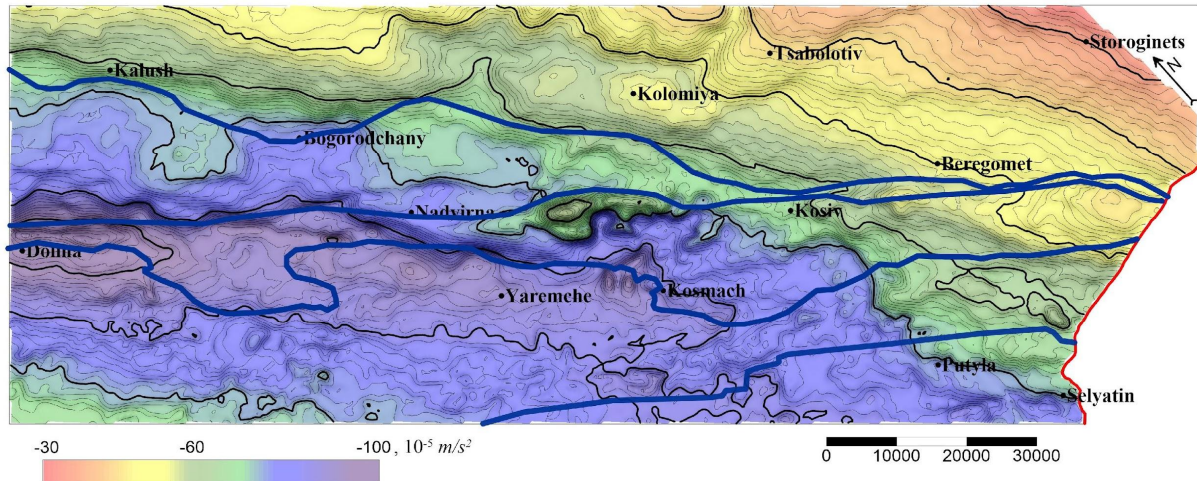 Storoginets
Tsabolotiv
N
Kalush
Kolomiya
Bogorodchany
Beregomet
Nadvirna
Kosiv
Dolina
Kosmach
Yaremche
Putyla
Selyatin
-30 -60 -100 , 10⁻⁵ m/s²
0 10000 20000 30000